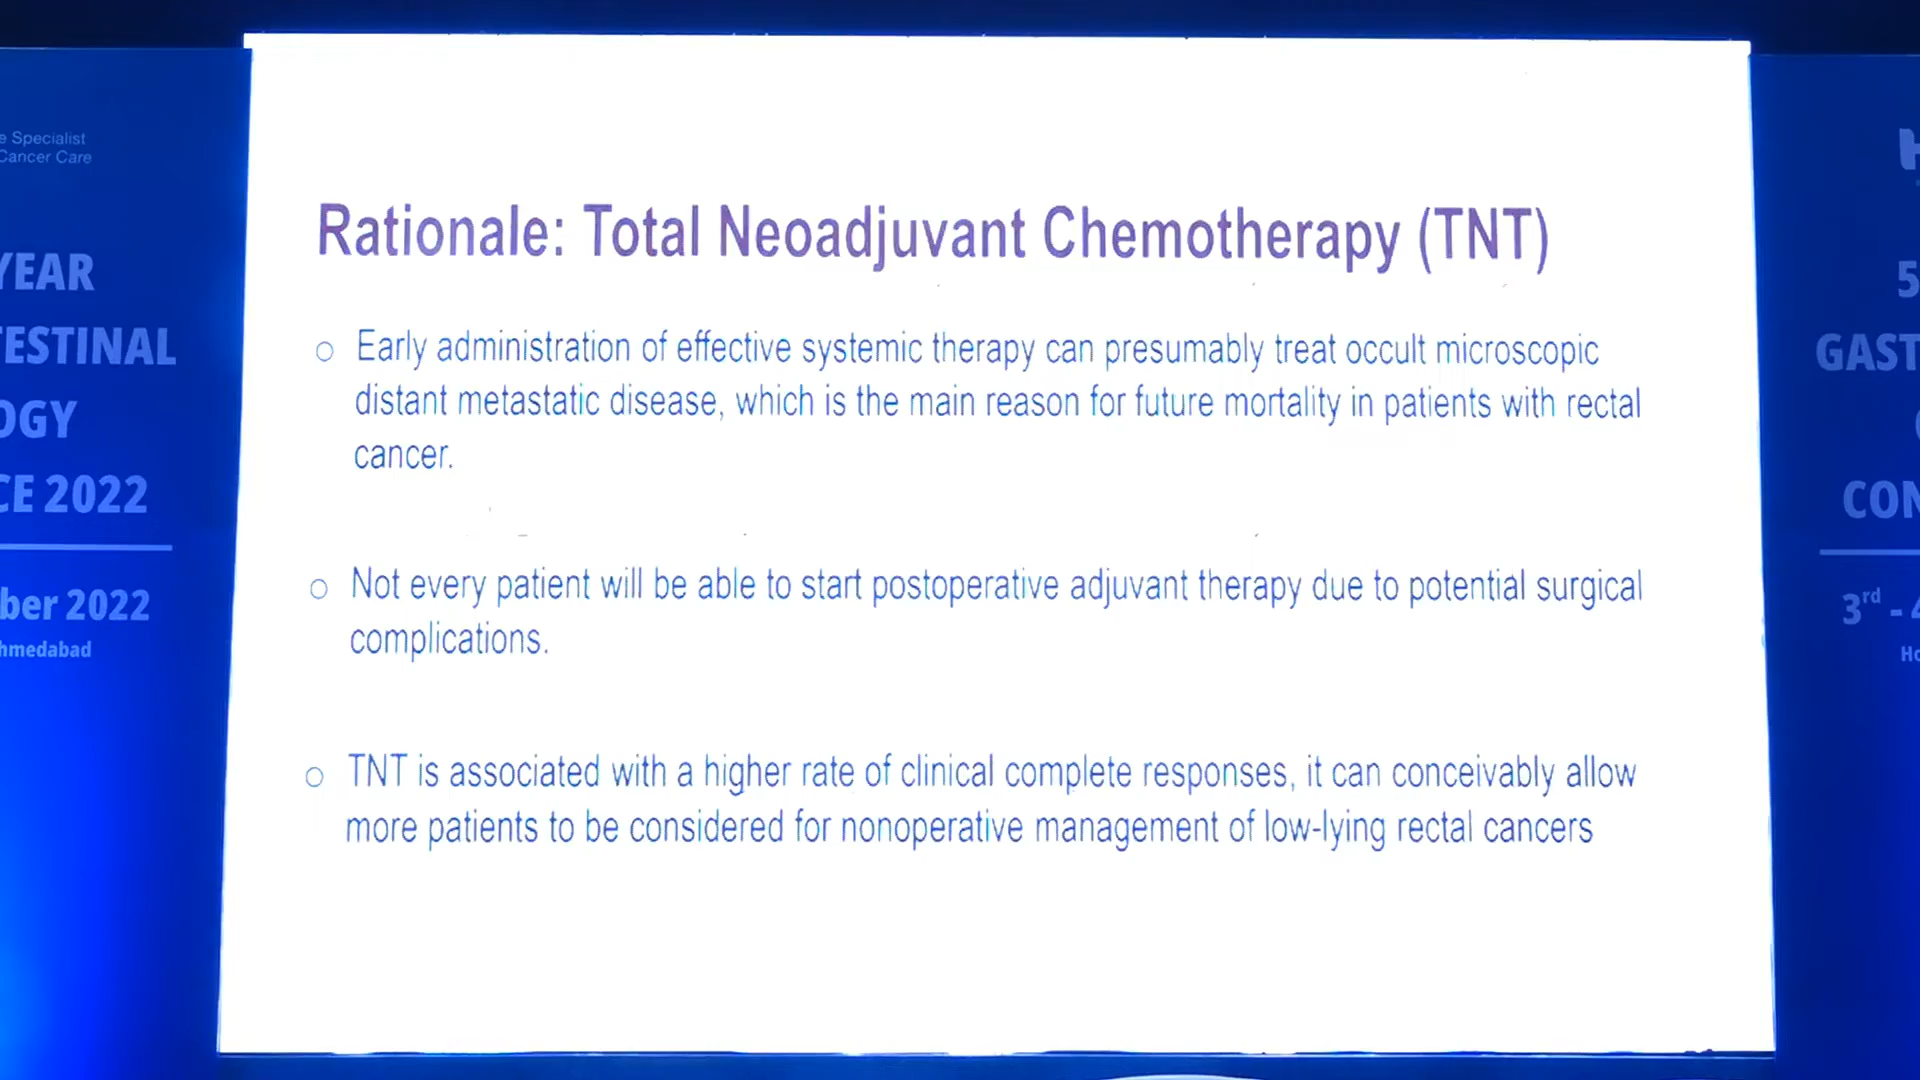 e Specialist
Cancer Care
YEAR
TESTINAL
OGY
CE 2022
ber 2022
hmedabad
Rationale: Total Neoadjuvant Chemotherapy (TNT)
Early administration of effective systemic therapy can presumably treat occult microscopic
distant metastatic disease, which is the main reason for future mortality in patients with rectal
cancer.
Not every patient will be able to start postoperative adjuvant therapy due to potential surgical
complications.
TNT is associated with a higher rate of clinical complete responses, it can conceivably allow
more patients to be considered for nonoperative management of low-lying rectal cancers
H
5
GAST
CON
3rd - 4
Ho